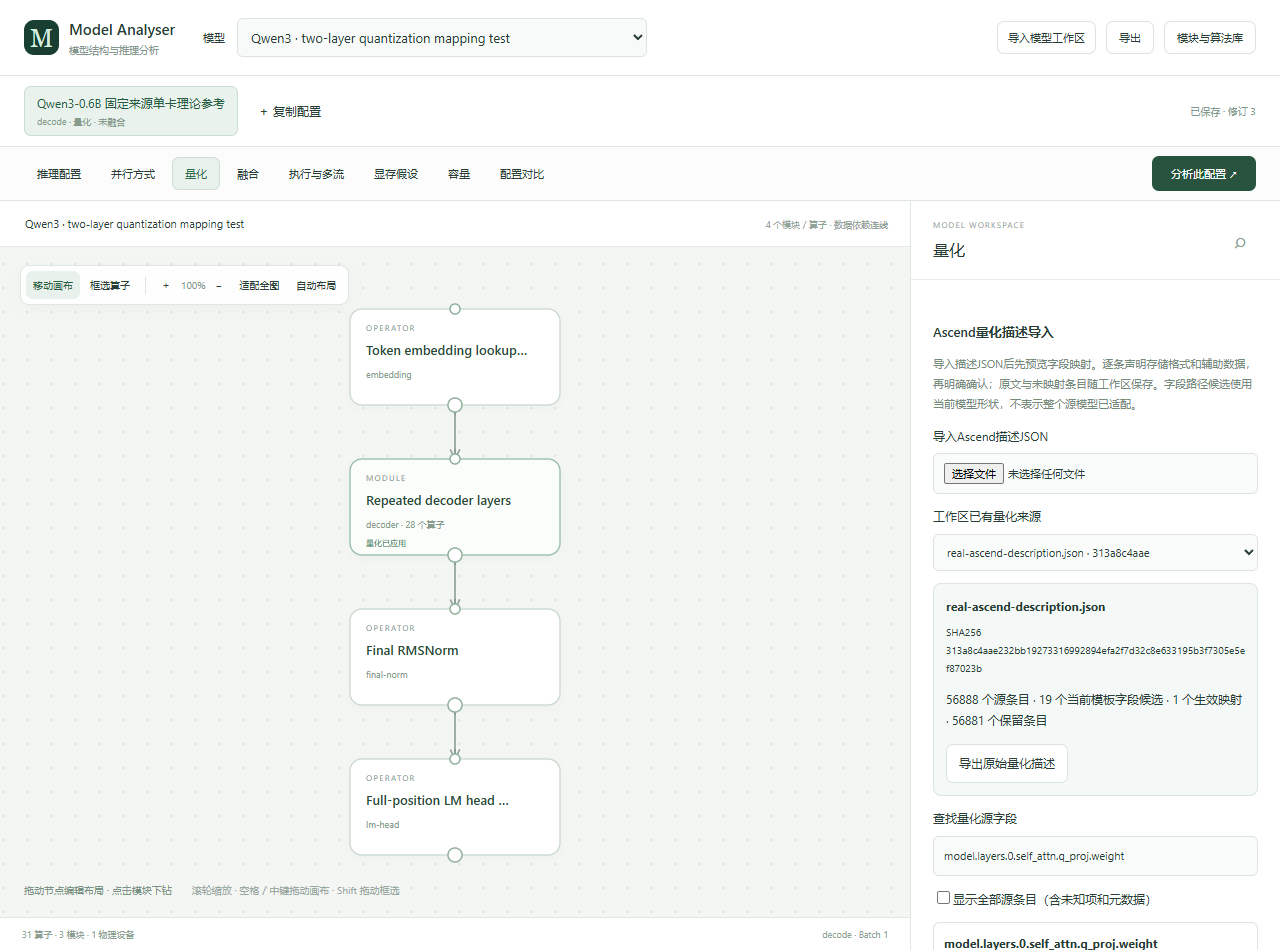 M
Model Analyser
模型结构与推理分析
模型
Qwen3 · two-layer quantization mapping test
导入模型工作区
导出
模块与算法库
Qwen3-0.6B 固定来源单卡理论参考
decode · 量化 · 未融合
+ 复制配置
已保存 · 修订 3
推理配置
并行方式
量化
融合
执行与多流
显存假设
容量
配置对比
分析此配置 ↗
Qwen3 · two-layer quantization mapping test
4 个模块 / 算子 · 数据依赖连线
移动画布
框选算子
+
100%
−
适配全图
自动布局
OPERATOR
Token embedding lookup...
embedding
MODULE
Repeated decoder layers
decoder · 28 个算子
量化已应用
OPERATOR
Final RMSNorm
final-norm
OPERATOR
Full-position LM head ...
lm-head
拖动节点编辑布局 · 点击模块下钻
滚轮缩放 · 空格 / 中键拖动画布 · Shift 拖动框选
31 算子 · 3 模块 · 1 物理设备
decode · Batch 1
MODEL WORKSPACE
量化
Ascend量化描述导入
导入描述JSON后先预览字段映射。逐条声明存储格式和辅助数据，
再明确确认；原文与未映射条目随工作区保存。字段路径候选使用
当前模型形状，不表示整个源模型已适配。
导入Ascend描述JSON
选择文件 未选择任何文件
工作区已有量化来源
real-ascend-description.json · 313a8c4aae
real-ascend-description.json
SHA256
313a8c4aae232bb19273316992894efa2f7d32c8e633195b3f7305e5e
f87023b
56888 个源条目 · 19 个当前模板字段候选 · 1 个生效映射
· 56881 个保留条目
导出原始量化描述
查找量化源字段
model.layers.0.self_attn.q_proj.weight
显示全部源条目（含未知项和元数据）
model.layers.0.self_attn.q_proj.weight